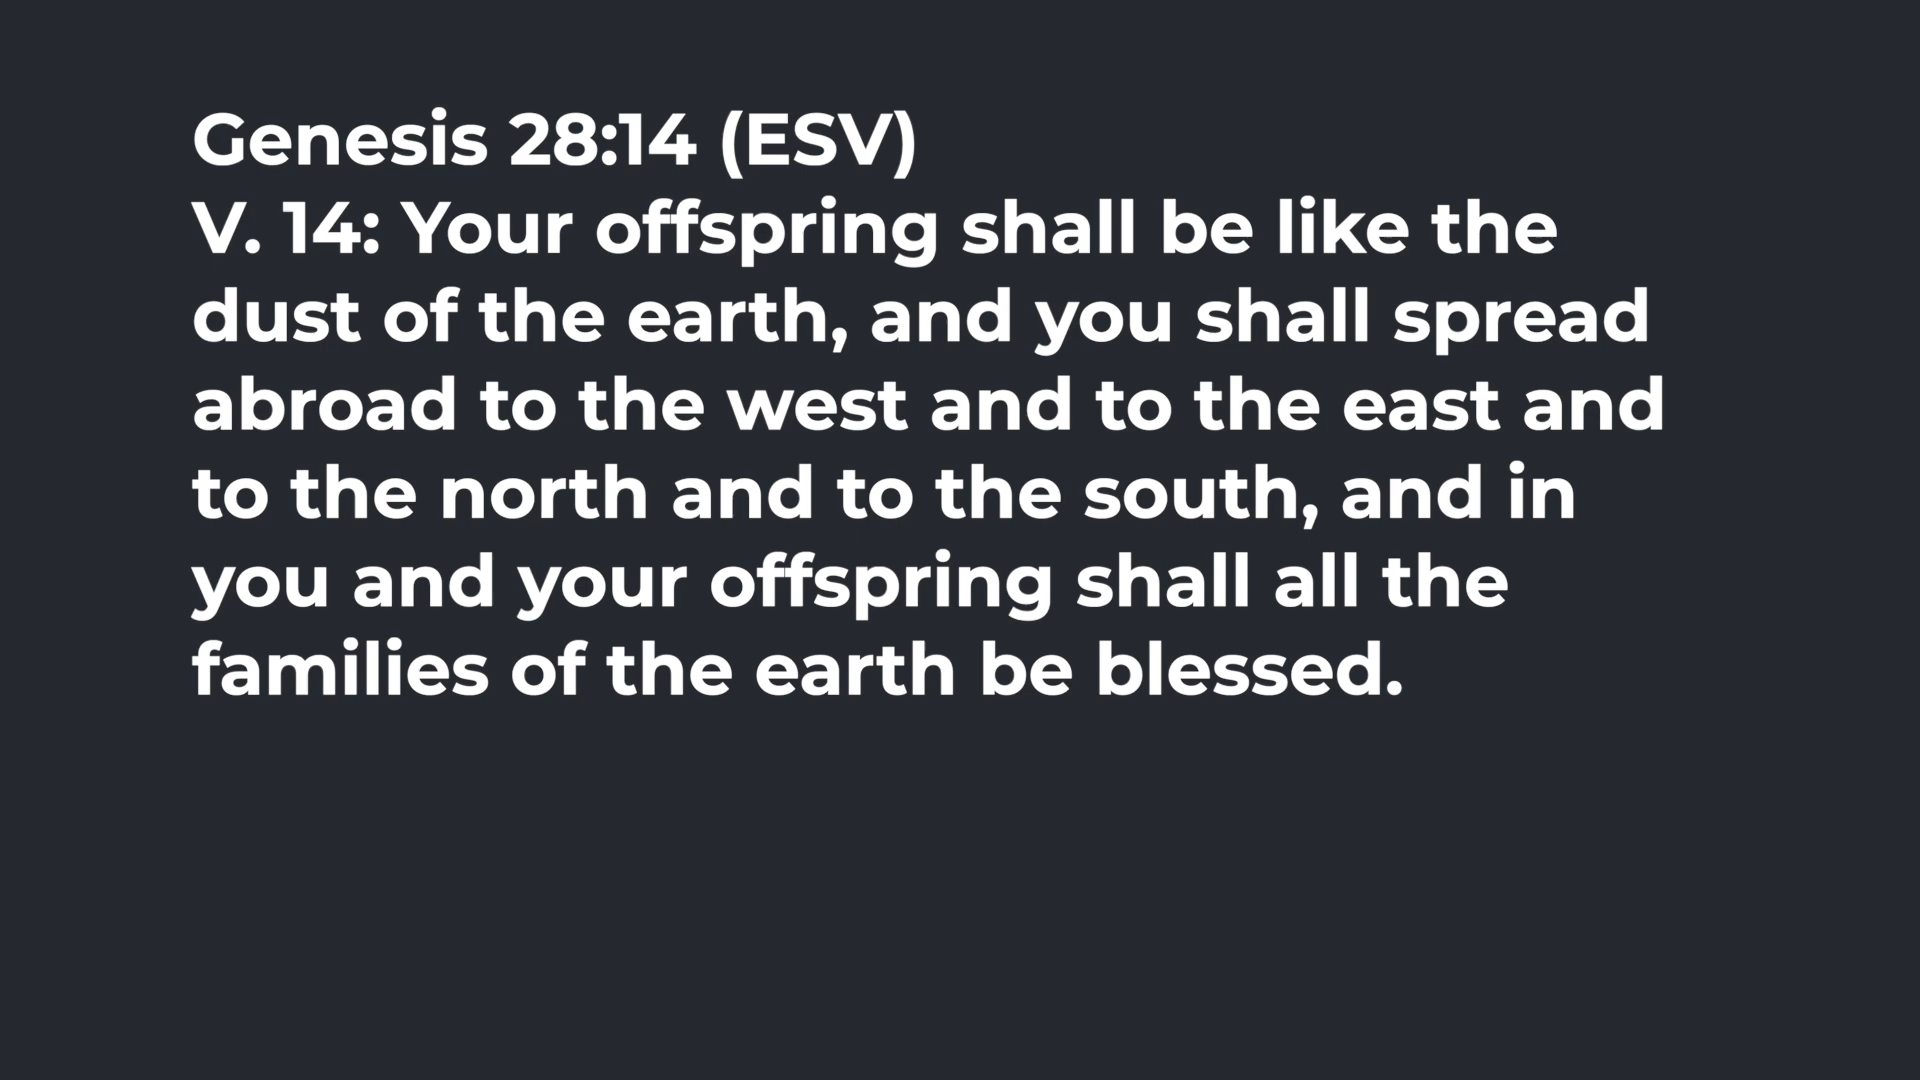 Genesis 28:14 (ESV)
V. 14: Your offspring shall be like the
dust of the earth, and you shall spread
abroad to the west and to the east and
to the north and to the south, and in
you and your offspring shall all the
families of the earth be blessed.